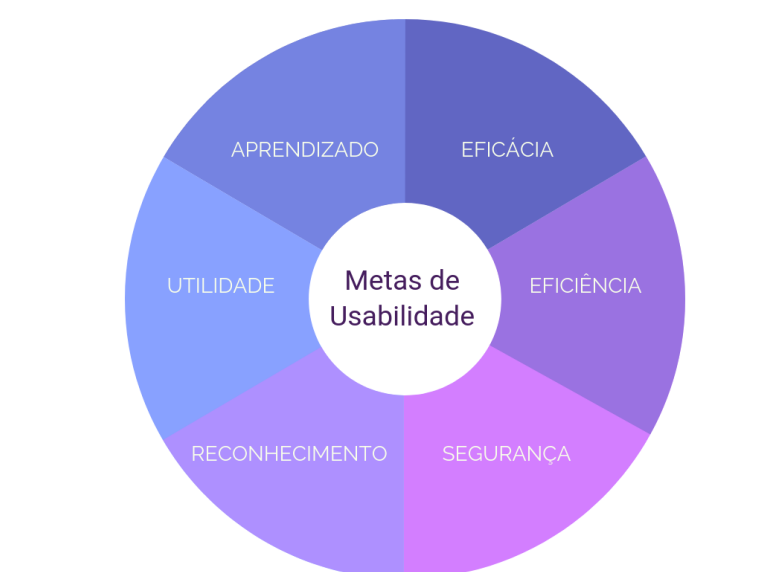 APRENDIZADO
EFICÁCIA
UTILIDADE
Metas de
Usabilidade
EFICIÊNCIA
RECONHECIMENTO
SEGURANÇA